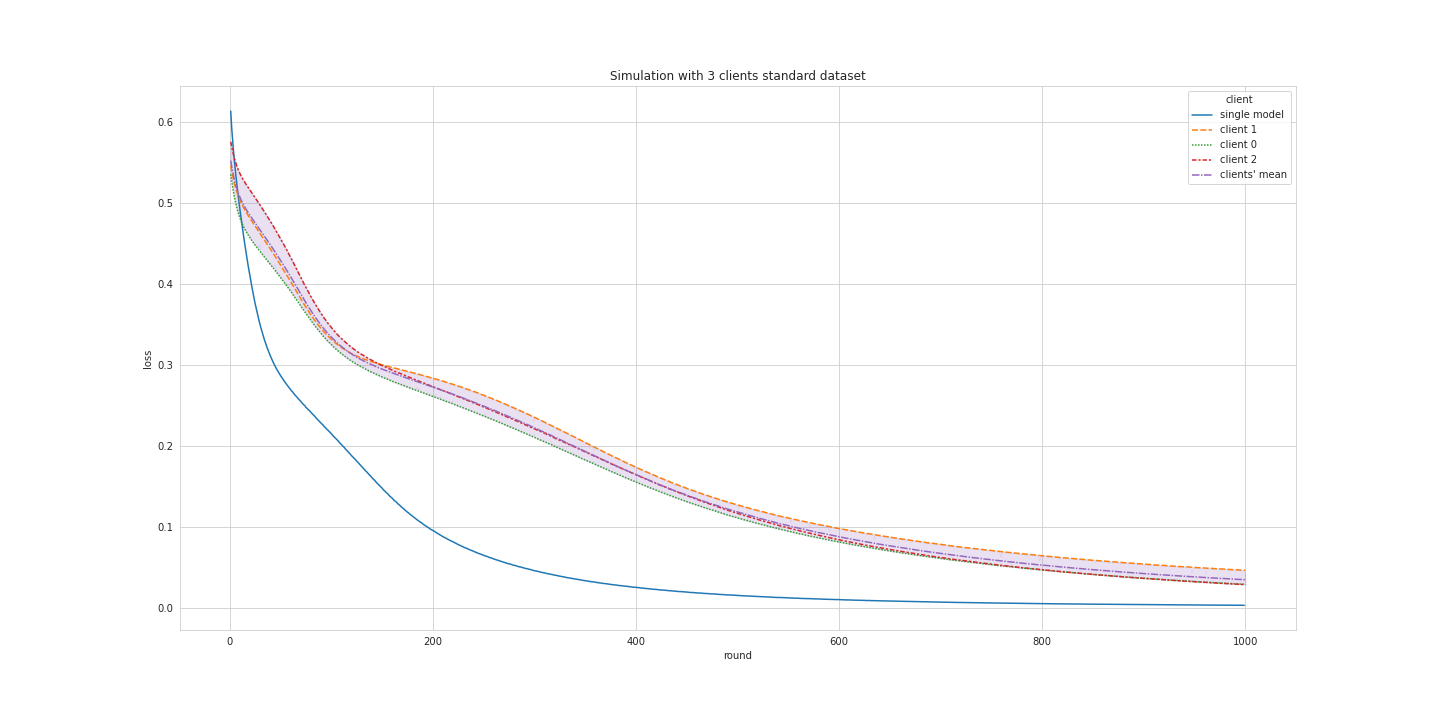 Simulation with 3 clients standard dataset
client
single model
client 1
client 0
client 2
clients' mean
0.6
0.5
0.4
0.3
0.2
0.1
0.0
loss
0
200
400
600
800
1000
round